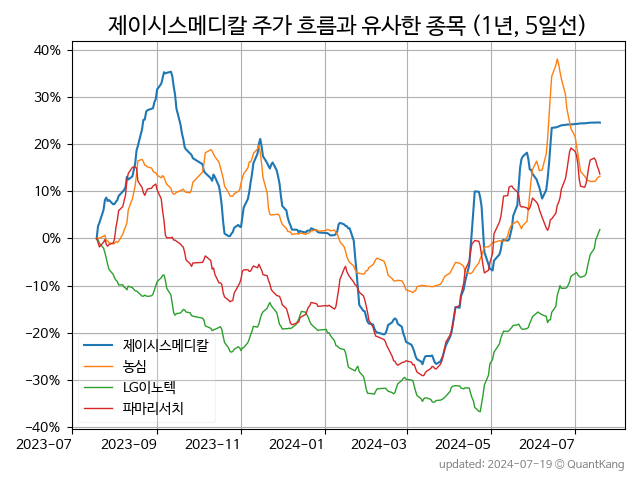 제이시스메디칼 주가 흐름과 유사한 종목 (1년, 5일선)
40%
30%
20%
10%
0%
−10%
−20%
−30%
−40%
제이시스메디칼
농심
LG이노텍
파마리서치
2023-07 2023-09 2023-11 2024-01 2024-03 2024-05 2024-07
updated: 2024-07-19 © QuantKang